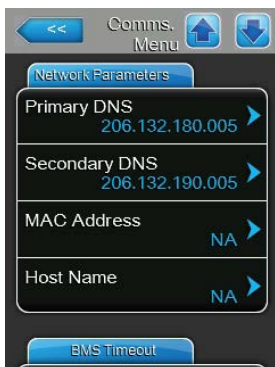 <<
Comms.
Menu
Network Parameters
Primary DNS
206.132.180.005
Secondary DNS
206.132.190.005
MAC Address
NA
Host Name
NA
BMS Timeout